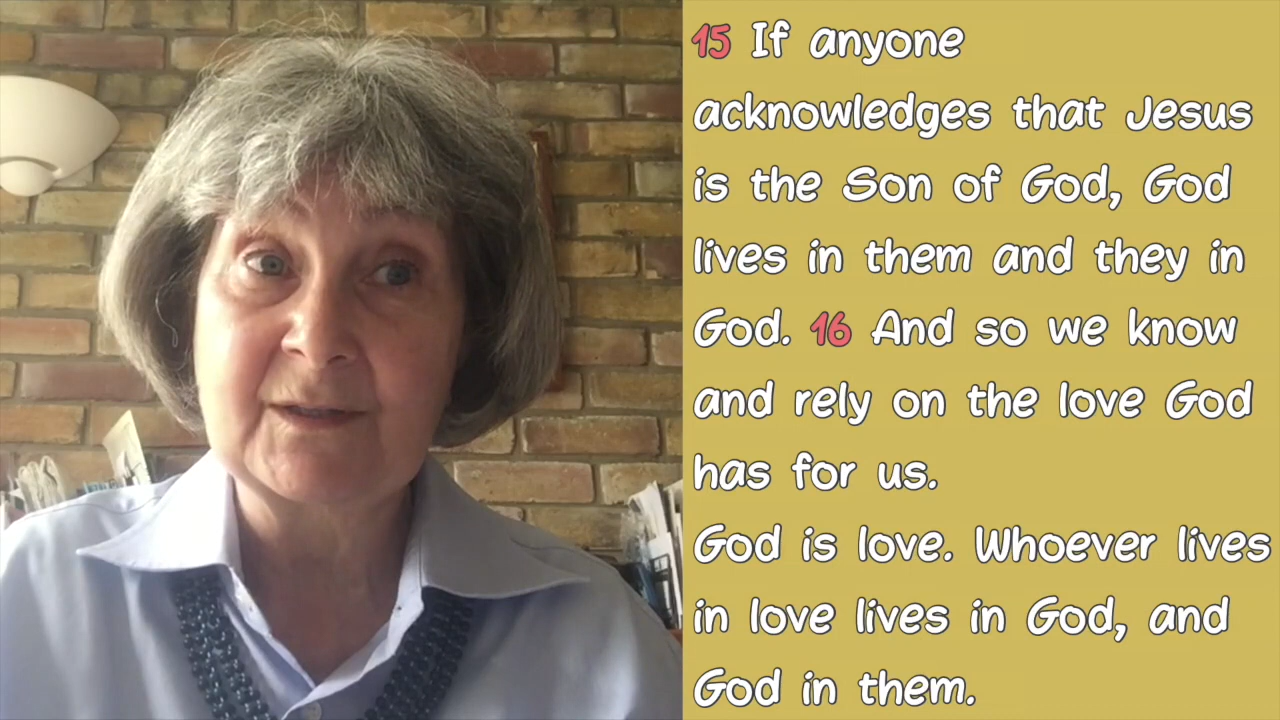 15 If anyone
acknowledges that Jesus
is the Son of God, God
lives in them and they in
God. 16 And so we know
and rely on the love God
has for us.
God is love. Whoever lives
in love lives in God, and
God in them.